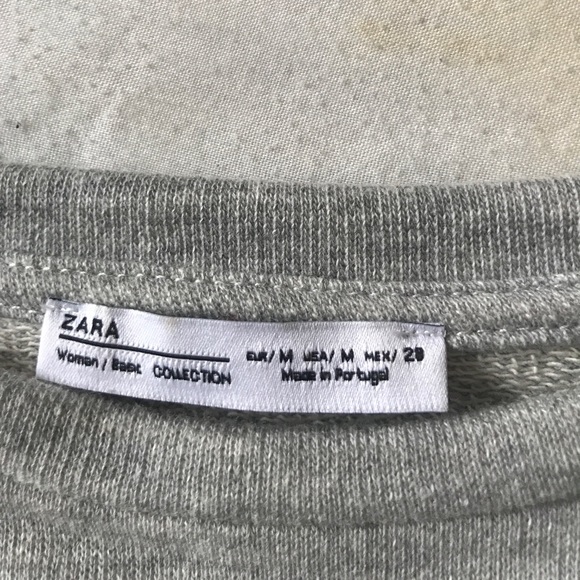 ZARA
Woman / Basic COLLECTION
EUR/ M USA/ M MEX/ 28
Made in Portugal